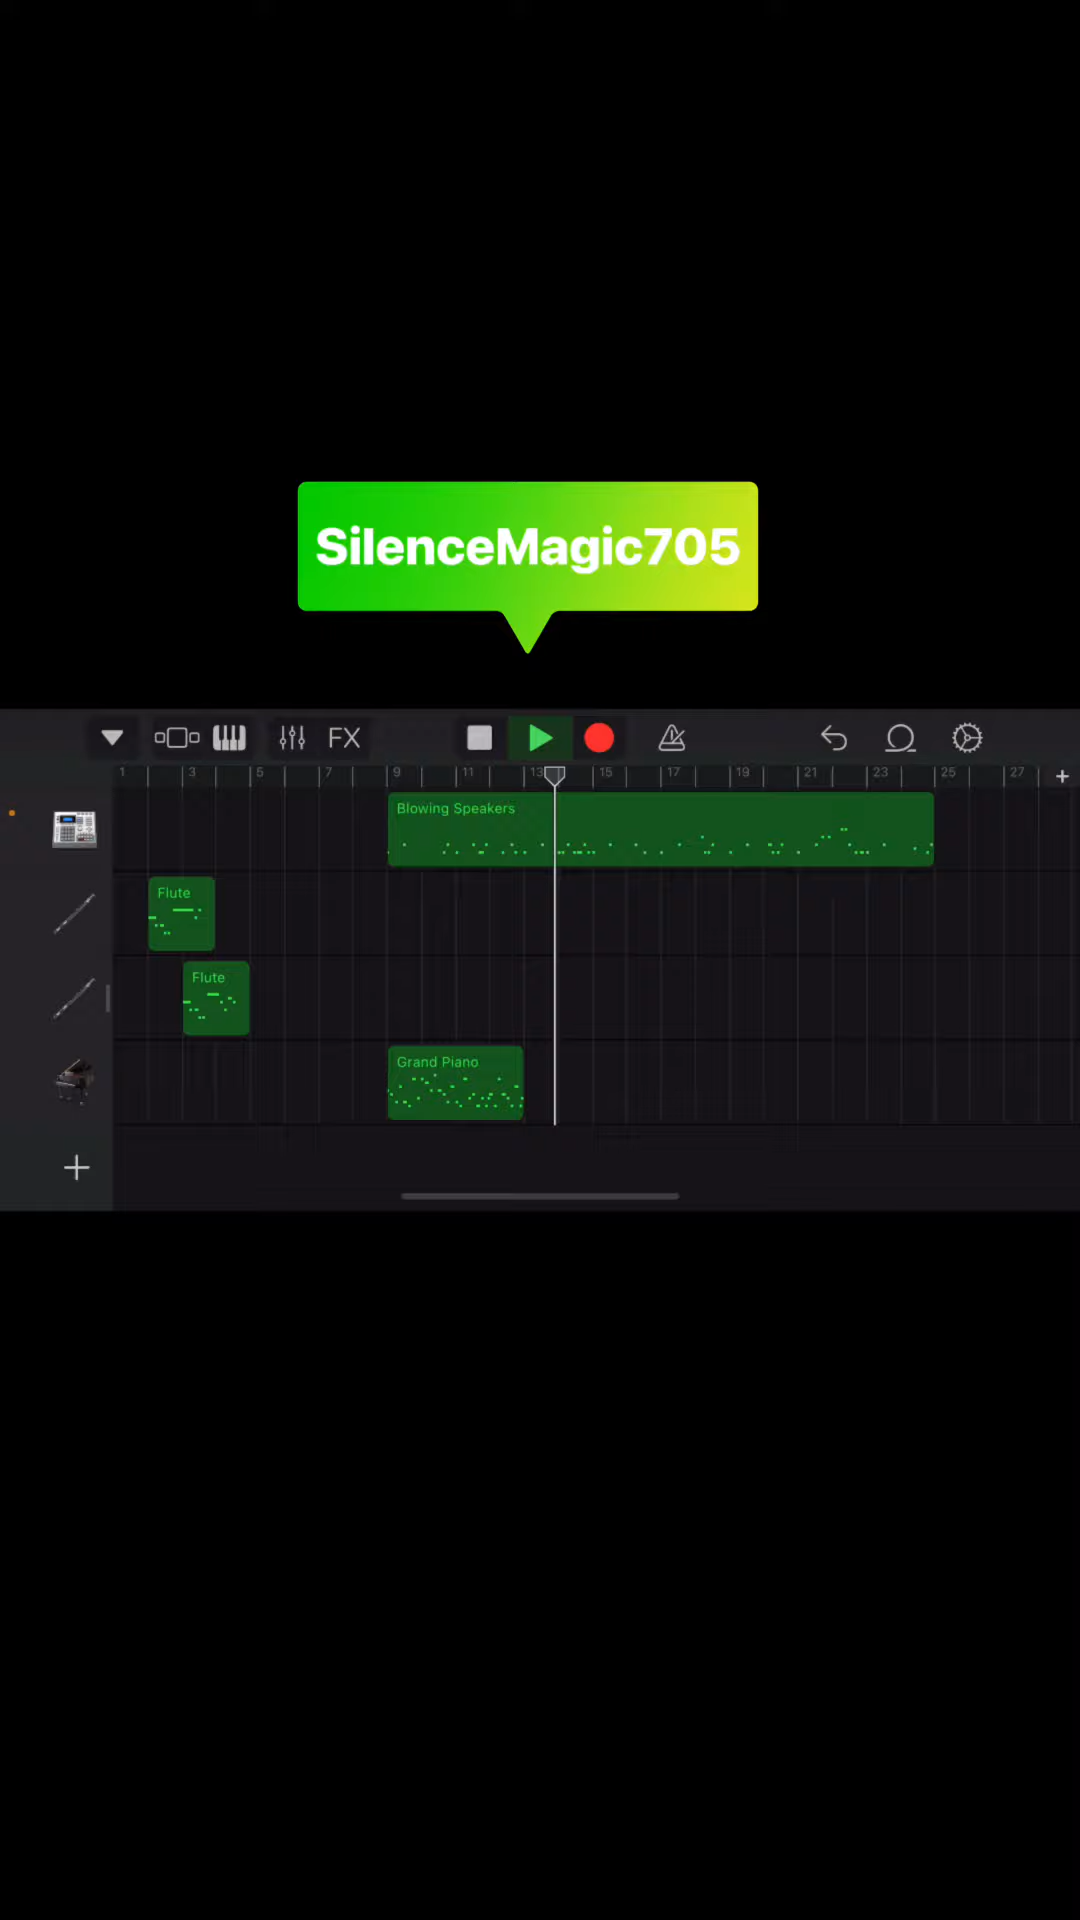 SilenceMagic705
FX
1 3 5 7 9 11 13 15 17 19 21 23 25 27
Blowing Speakers
Flute
Flute
Grand Piano